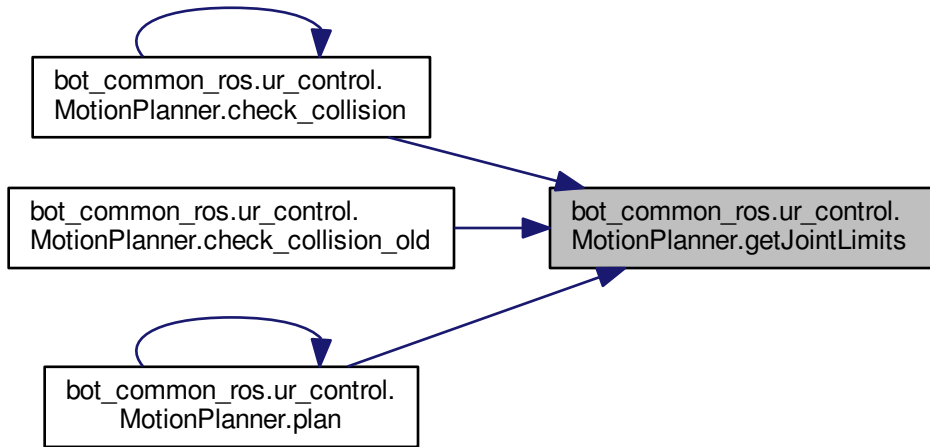 bot_common_ros.ur_control.
MotionPlanner.check_collision
bot_common_ros.ur_control.
MotionPlanner.check_collision_old
bot_common_ros.ur_control.
MotionPlanner.getJointLimits
bot_common_ros.ur_control.
MotionPlanner.plan